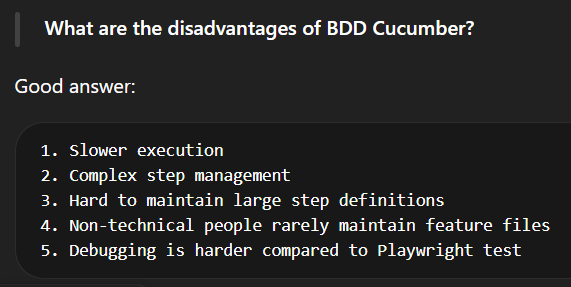 What are the disadvantages of BDD Cucumber?
Good answer:
1. Slower execution
2. Complex step management
3. Hard to maintain large step definitions
4. Non-technical people rarely maintain feature files
5. Debugging is harder compared to Playwright test